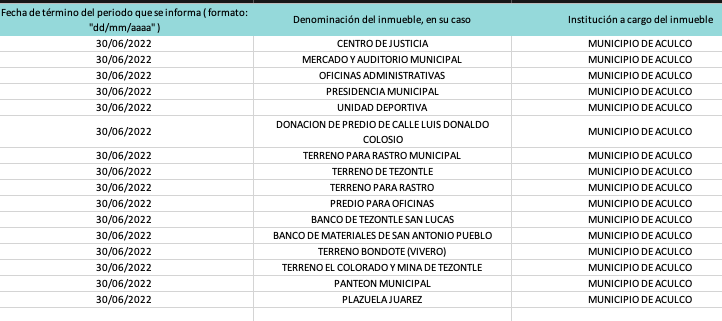 Fecha de término del periodo que se informa ( formato: "dd/mm/aaaa" ) Denominación del inmueble, en su caso Institución a cargo del inmueble
30/06/2022 CENTRO DE JUSTICIA MUNICIPIO DE ACULCO
30/06/2022 MERCADO Y AUDITORIO MUNICIPAL MUNICIPIO DE ACULCO
30/06/2022 OFICINAS ADMINISTRATIVAS MUNICIPIO DE ACULCO
30/06/2022 PRESIDENCIA MUNICIPAL MUNICIPIO DE ACULCO
30/06/2022 UNIDAD DEPORTIVA MUNICIPIO DE ACULCO
30/06/2022 DONACION DE PREDIO DE CALLE LUIS DONALDO COLOSIO MUNICIPIO DE ACULCO
30/06/2022 TERRENO PARA RASTRO MUNICIPAL MUNICIPIO DE ACULCO
30/06/2022 TERRENO DE TEZONTLE MUNICIPIO DE ACULCO
30/06/2022 TERRENO PARA RASTRO MUNICIPIO DE ACULCO
30/06/2022 PREDIO PARA OFICINAS MUNICIPIO DE ACULCO
30/06/2022 BANCO DE TEZONTLE SAN LUCAS MUNICIPIO DE ACULCO
30/06/2022 BANCO DE MATERIALES DE SAN ANTONIO PUEBLO MUNICIPIO DE ACULCO
30/06/2022 TERRENO BONDOTE (VIVERO) MUNICIPIO DE ACULCO
30/06/2022 TERRENO EL COLORADO Y MINA DE TEZONTLE MUNICIPIO DE ACULCO
30/06/2022 PANTEON MUNICIPAL MUNICIPIO DE ACULCO
30/06/2022 PLAZUELA JUAREZ MUNICIPIO DE ACULCO